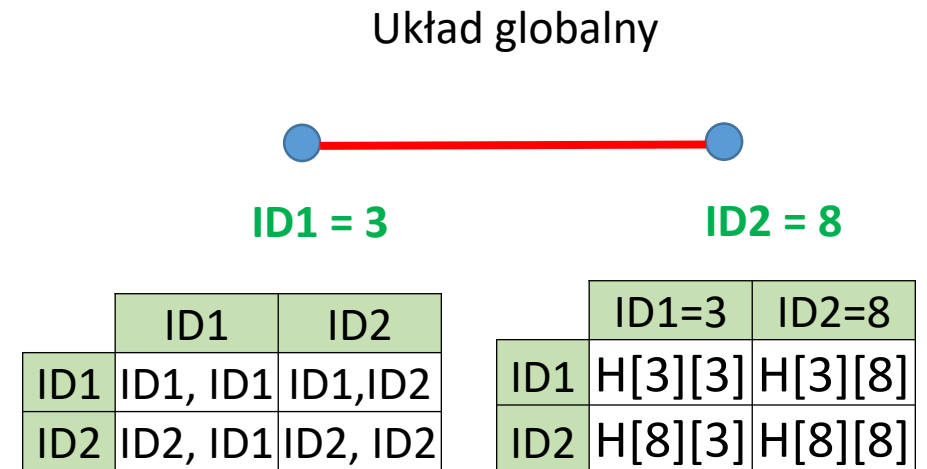 Układ globalny
ID1 = 3 ID2 = 8
ID1 ID2
ID1 ID1, ID1 ID1,ID2
ID2 ID2, ID1 ID2, ID2
ID1=3 ID2=8
ID1 H[3][3] H[3][8]
ID2 H[8][3] H[8][8]